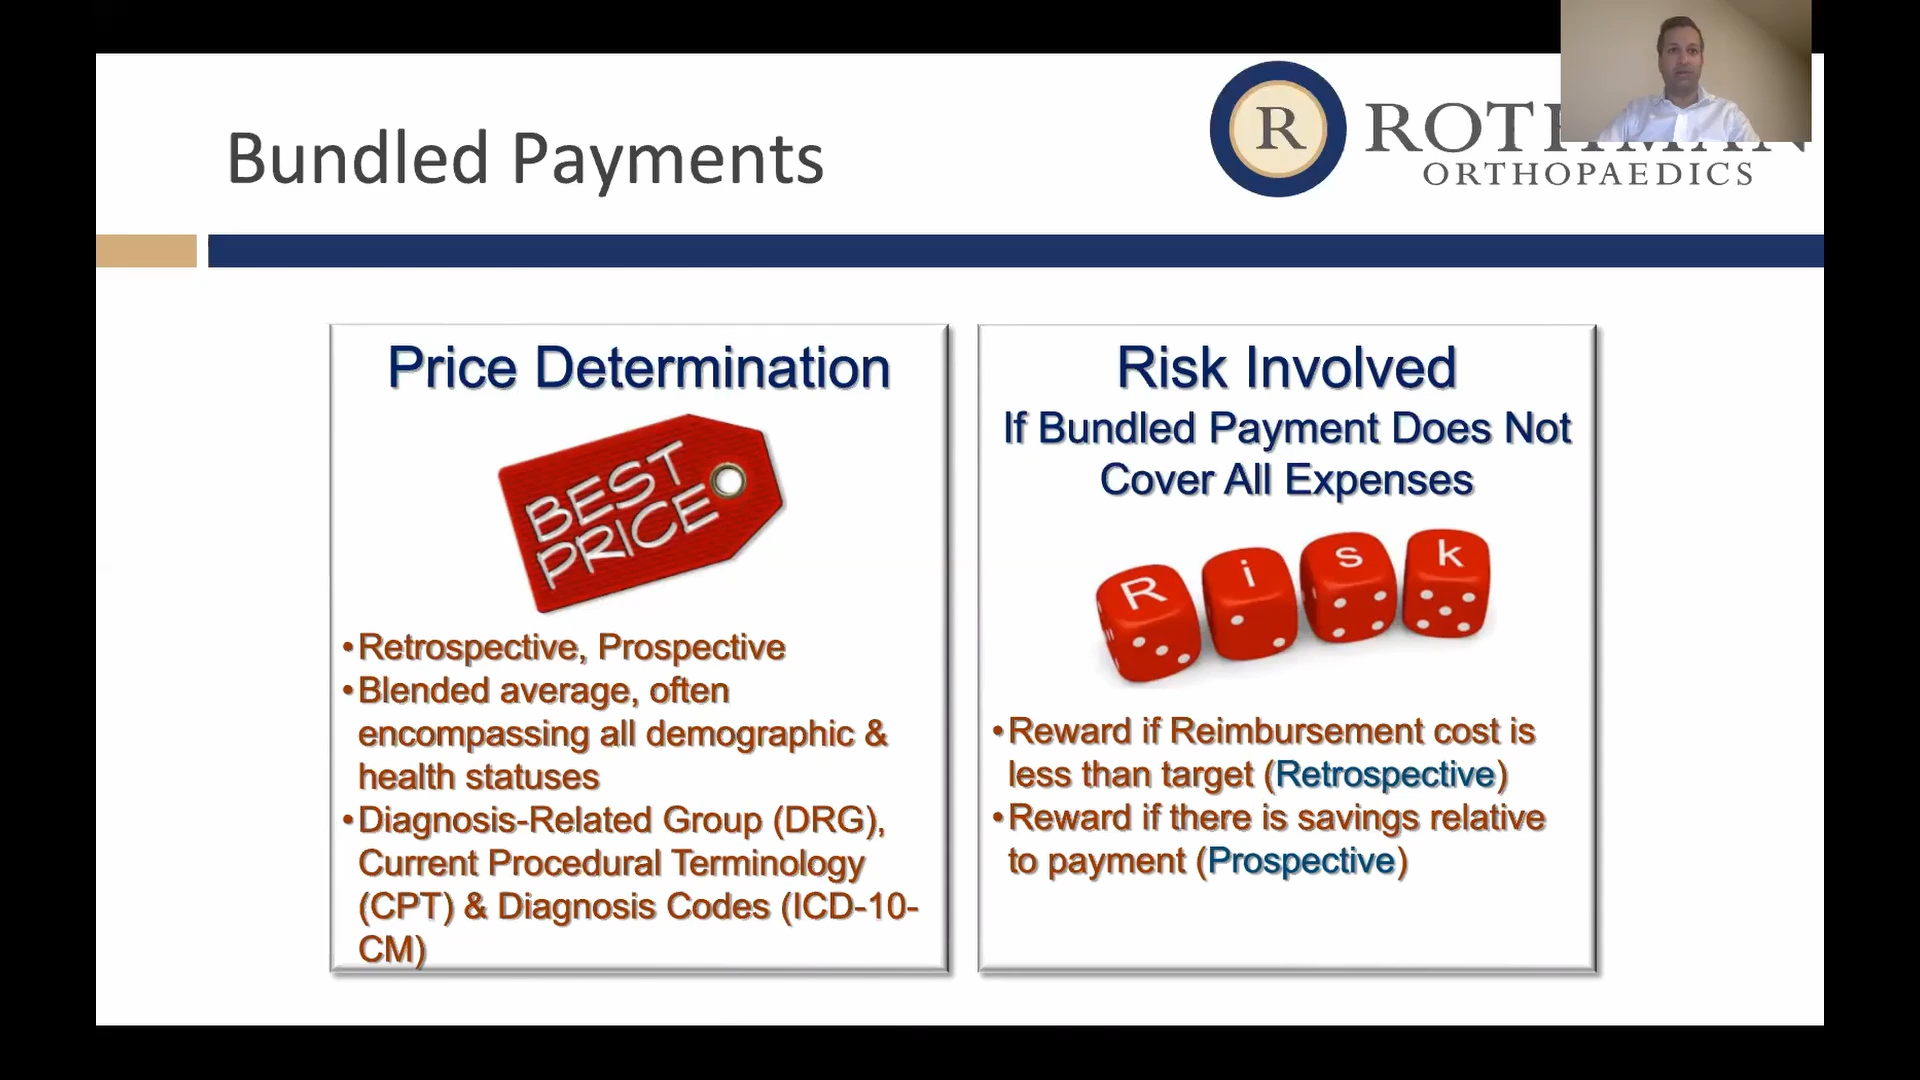 Bundled Payments
R
ORTHOPAEDICS
Price Determination
BEST
PRICE
•Retrospective, Prospective
•Blended average, often
encompassing all demographic &
health statuses
•Diagnosis-Related Group (DRG),
Current Procedural Terminology
(CPT) & Diagnosis Codes (ICD-10-
CM)
Risk Involved
If Bundled Payment Does Not
Cover All Expenses
R i s k
•Reward if Reimbursement cost is
less than target (Retrospective)
•Reward if there is savings relative
to payment (Prospective)